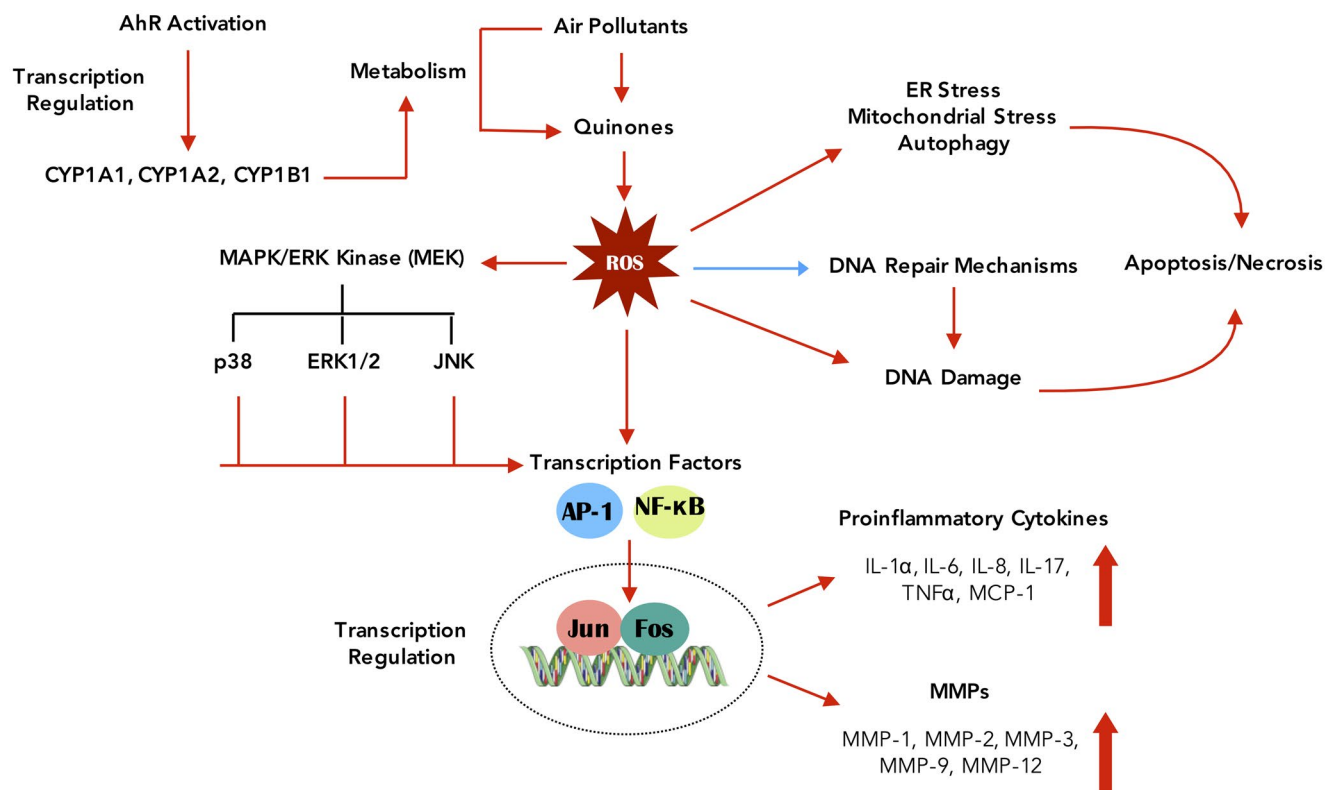 AhR Activation
Transcription
Regulation
CYP1A1, CYP1A2, CYP1B1
Metabolism
Air Pollutants
Quinones
ROS
ER Stress
Mitochondrial Stress
Autophagy
DNA Repair Mechanisms
DNA Damage
Apoptosis/Necrosis
MAPK/ERK Kinase (MEK)
p38
ERK1/2
JNK
Transcription Factors
AP-1
NF-κB
Transcription
Regulation
Jun
Fos
Proinflammatory Cytokines
IL-1α, IL-6, IL-8, IL-17,
TNFα, MCP-1
MMPs
MMP-1, MMP-2, MMP-3,
MMP-9, MMP-12